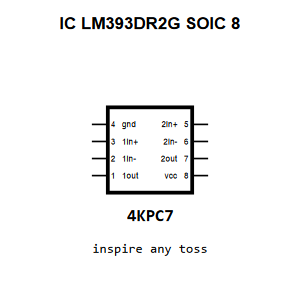 IC LM393DR2G SOIC 8
4 gnd 2in+ 5
3 1in+ 2in- 6
2 1in- 2out 7
1 1out vcc 8
4KPC7
inspire any toss